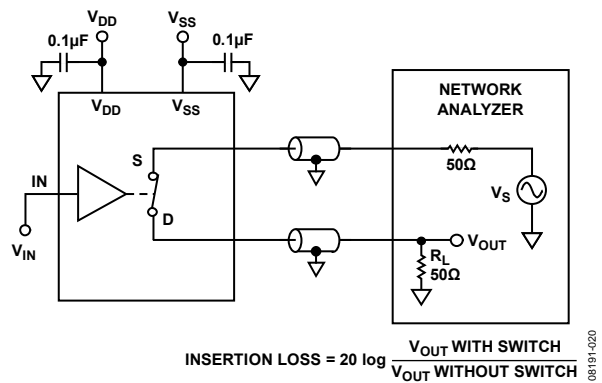 VDD
VSS
0.1µF
0.1µF
VDD
VSS
NETWORK
ANALYZER
S
50Ω
IN
VS
D
VIN
VOUT
RL
50Ω
INSERTION LOSS = 20 log VOUT WITH SWITCH
VOUT WITHOUT SWITCH
08191-020